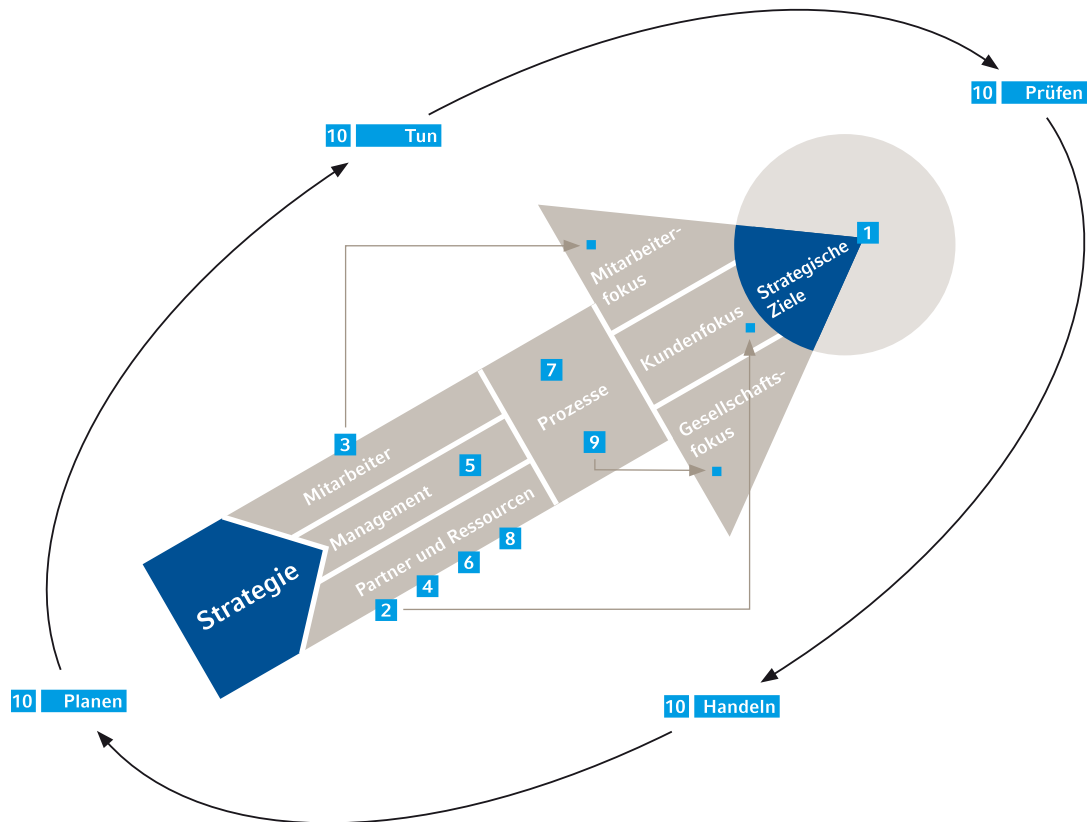 10 Prüfen
10 Tun
1
Strategische
Ziele
Mitarbeiter-
fokus
Kundenfokus
Gesellschafts-
fokus
7
Prozesse
9
3
Mitarbeiter
5
Management
Partner und Ressourcen
8
6
4
2
Strategie
10 Planen
10 Handeln